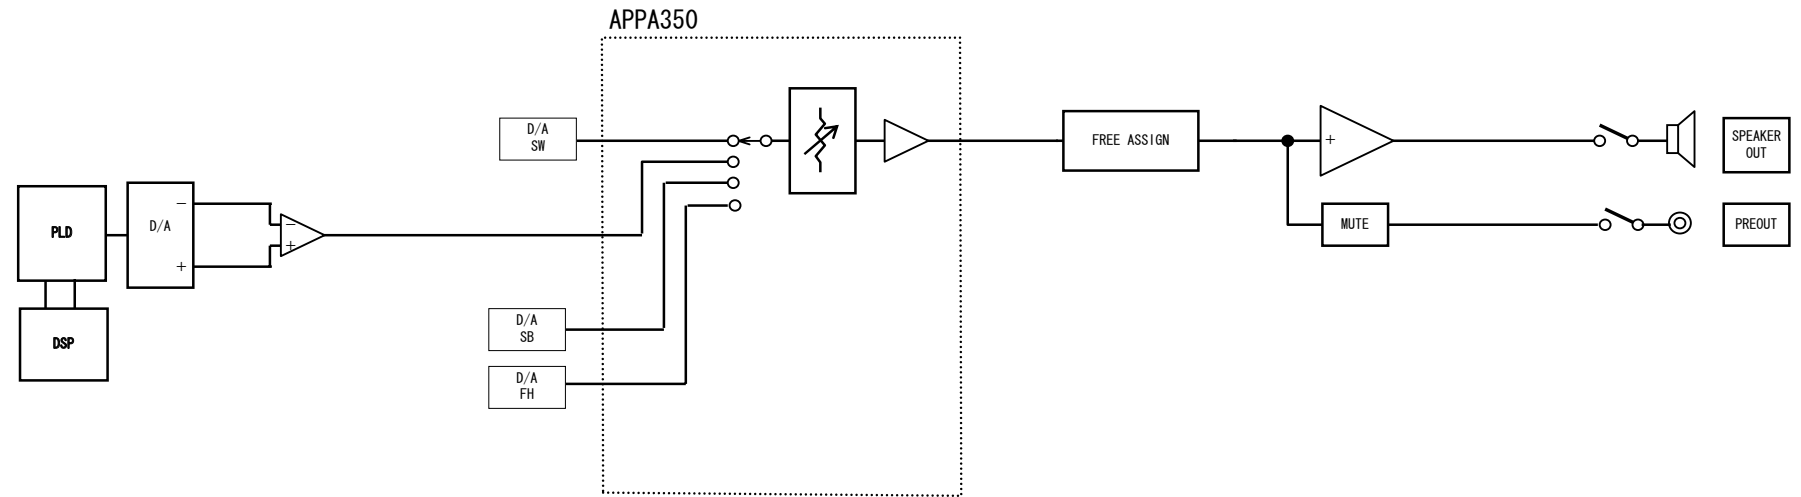 APPA350
D/A
SW
FREE ASSIGN
+
SPEAKER
OUT
PLD
D/A
−
+
−
+
MUTE
PREOUT
DSP
D/A
SB
D/A
FH